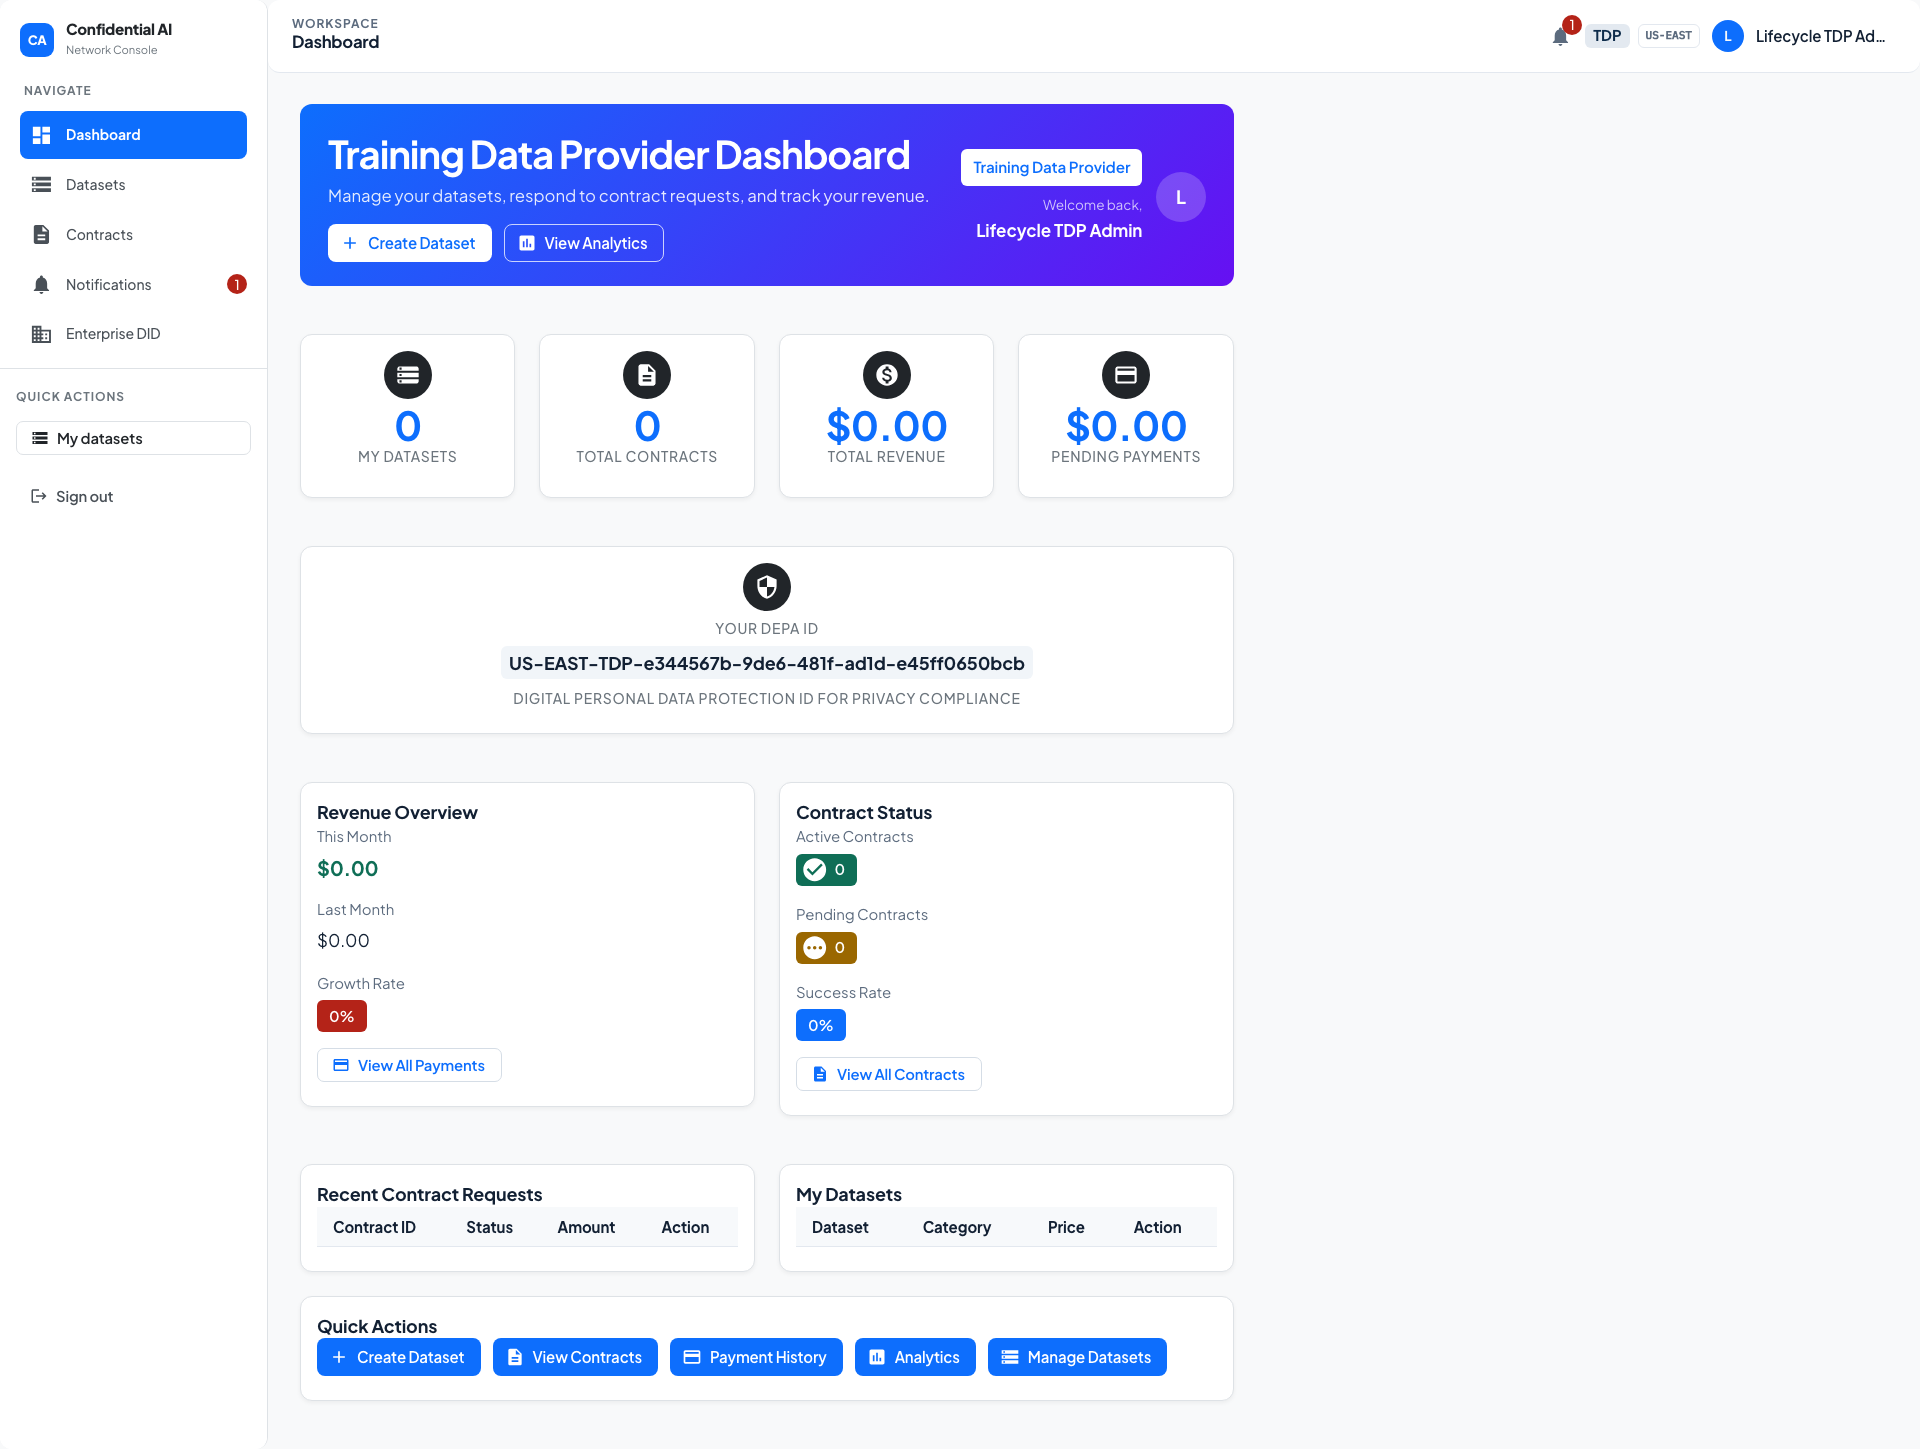 CA
Confidential AI
Network Console
NAVIGATE
Dashboard
Datasets
Contracts
Notifications
1
Enterprise DID
QUICK ACTIONS
My datasets
Sign out
WORKSPACE
Dashboard
1
TDP
US-EAST
L
Lifecycle TDP Ad...
Training Data Provider Dashboard
Manage your datasets, respond to contract requests, and track your revenue.
Create Dataset
View Analytics
Training Data Provider
Welcome back,
Lifecycle TDP Admin
L
0
MY DATASETS
0
TOTAL CONTRACTS
$0.00
TOTAL REVENUE
$0.00
PENDING PAYMENTS
YOUR DEPA ID
US-EAST-TDP-e344567b-9de6-481f-ad1d-e45ff0650bcb
DIGITAL PERSONAL DATA PROTECTION ID FOR PRIVACY COMPLIANCE
Revenue Overview
This Month
$0.00
Last Month
$0.00
Growth Rate
0%
View All Payments
Contract Status
Active Contracts
0
Pending Contracts
0
Success Rate
0%
View All Contracts
Recent Contract Requests
Contract ID Status Amount Action
My Datasets
Dataset Category Price Action
Quick Actions
Create Dataset
View Contracts
Payment History
Analytics
Manage Datasets